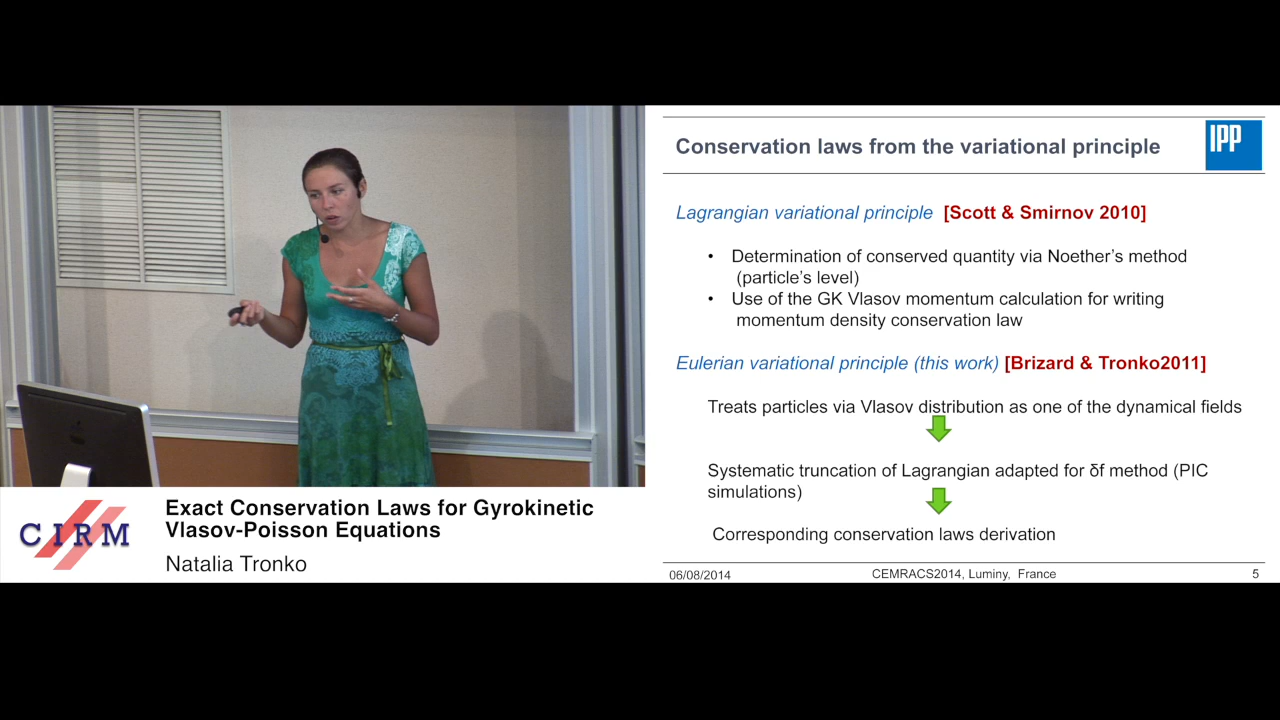 Conservation laws from the variational principle
IPP
Lagrangian variational principle [Scott & Smirnov 2010]
• Determination of conserved quantity via Noether's method
(particle's level)
• Use of the GK Vlasov momentum calculation for writing
momentum density conservation law
Eulerian variational principle (this work) [Brizard & Tronko2011]
Treats particles via Vlasov distribution as one of the dynamical fields
Systematic truncation of Lagrangian adapted for δf method (PIC
simulations)
Corresponding conservation laws derivation
06/08/2014 CEMRACS2014, Luminy, France 5
CIRM
Exact Conservation Laws for Gyrokinetic
Vlasov-Poisson Equations
Natalia Tronko